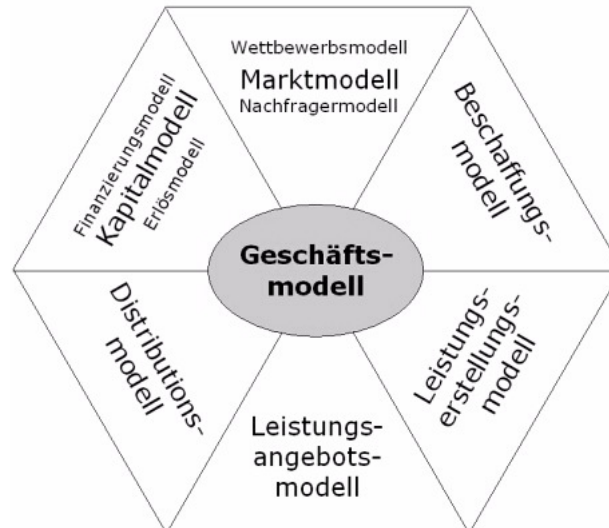 Wettbewerbsmodell
Marktmodell
Nachfragermodell
Beschaffungs-
modell
Leistungs-
erstellungs-
modell
Leistungs-
angebots-
modell
Distributions-
modell
Finanzierungsmodell
Kapitalmodell
Erlösmodell
Geschäfts-
modell